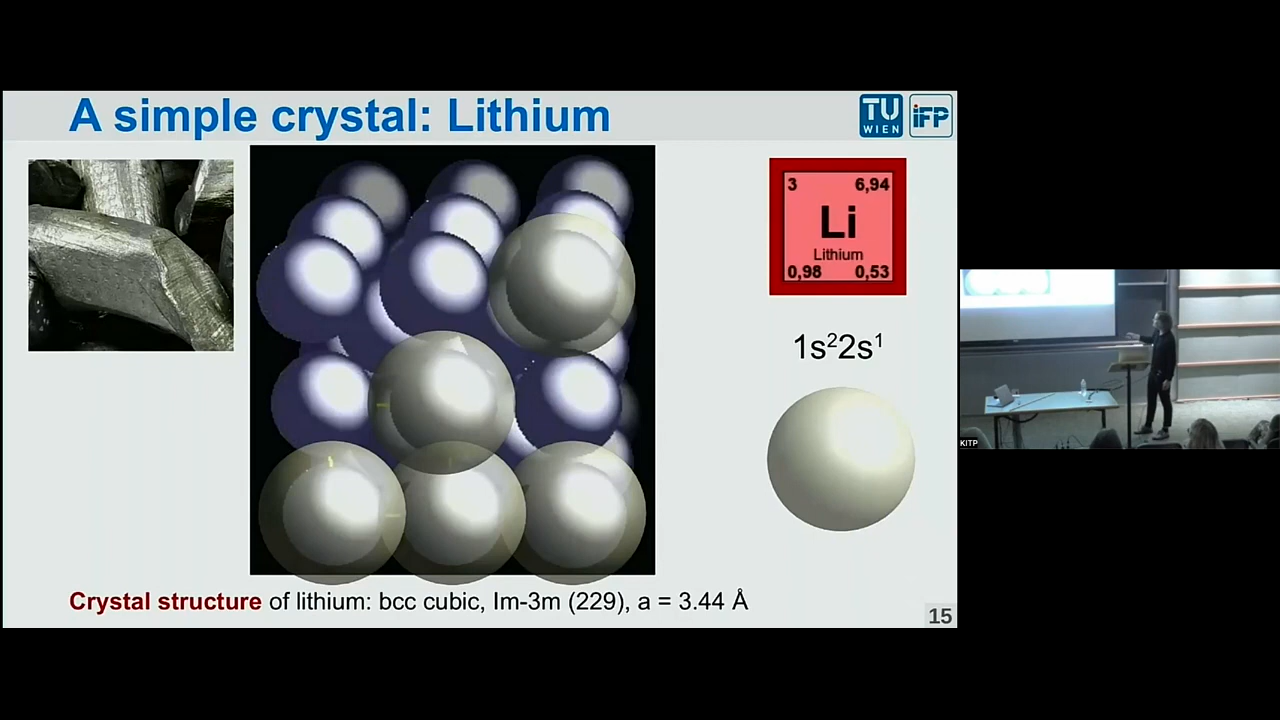 A simple crystal: Lithium
TU
WIEN
iFP
3 6,94
Li
Lithium
0,98 0,53
1s²2s¹
KITP
Crystal structure of lithium: bcc cubic, Im-3m (229), a = 3.44 Å
15